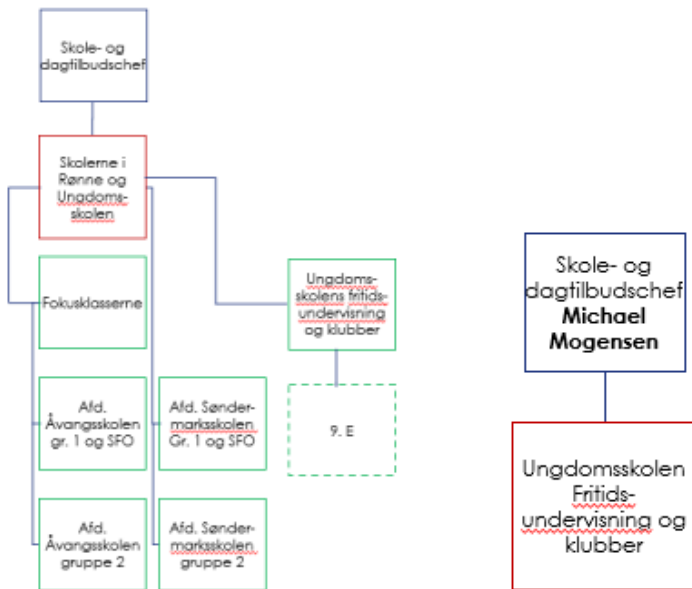 Skole- og
dagtilbudschef
Skolerne i
Rønne og
Ungdoms-
skolen
Fokusklasserne
Ungdoms-
skolens fritids-
undervisning
og klubber
Afd.
Åvangsskolen
gr. 1 og SFO
Afd. Sønder-
marksskolen
Gr. 1 og SFO
9. E
Afd.
Åvangsskolen
gruppe 2
Afd. Sønder-
marksskolen
gruppe 2
Skole- og
dagtilbudschef
Michael
Mogensen
Ungdomsskolen
Fritids-
undervisning og
klubber